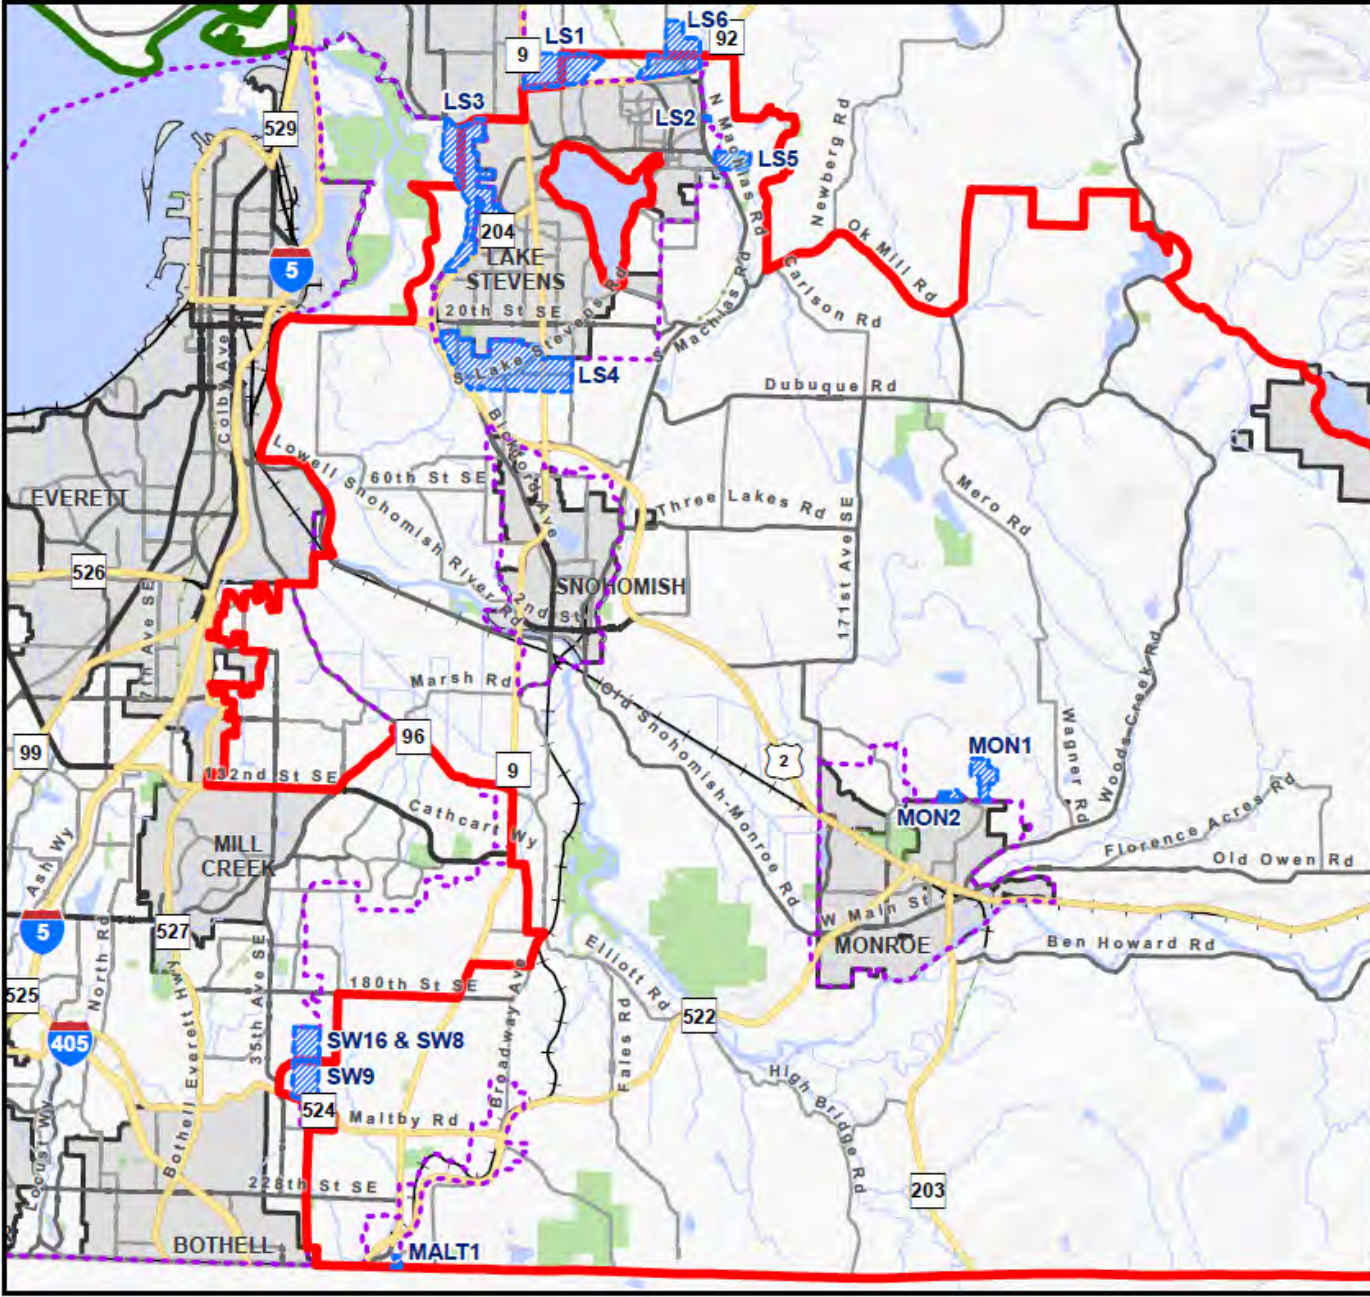 LS6
92
LS1
9
LS3
529
LS2
N Machias Rd
LS5
Newberg Rd
204
LAKE
STEVENS
5
Ok Mill Rd
Carlson Rd
20th St SE
S Lake Stevens Rd
S Machias Rd
LS4
Dubuque Rd
Colby Ave
Bickford Ave
Lowell Snohomish River Rd
60th St SE
EVERETT
Three Lakes Rd
Mero Rd
171st Ave SE
526
SNOHOMISH
2nd St
7th Ave SE
Marsh Rd
Old Snohomish-Monroe Rd
Woods Creek Rd
Wagner Rd
96
99
9
2
MON1
132nd St SE
MON2
Cathcart Wy
Florence Acres Rd
Old Owen Rd
MILL
CREEK
Ash Wy
W Main St
MONROE
Ben Howard Rd
5
527
North Rd
35th Ave SE
Elliott Rd
180th St SE
Broadway Ave
525
522
Fales Rd
405
SW16 & SW8
SW9
524
Maltby Rd
High Bridge Rd
Bothell Everett Hwy
Locust Wy
228th St SE
203
BOTHELL
MALT1